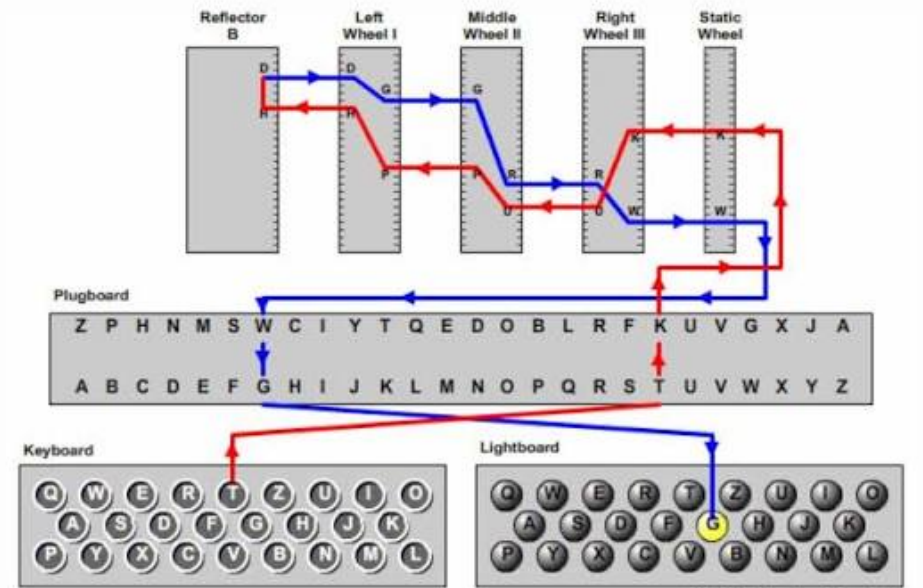 Reflector B
Left Wheel I
Middle Wheel II
Right Wheel III
Static Wheel
D D
G G
H H
K K
P P
R R
U U
W W
Plugboard
Z P H N M S W C I Y T Q E D O B L R F K U V G X J A
A B C D E F G H I J K L M N O P Q R S T U V W X Y Z
Keyboard
Lightboard
Q W E R T Z U I O Q W E R T Z U I O
A S D F G H J K A S D F G H J K
P Y X C V B N M L P Y X C V B N M L